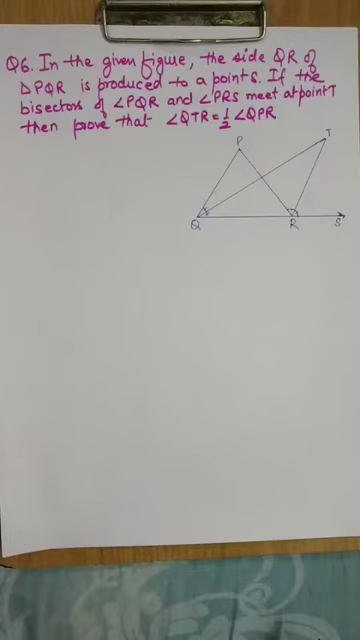 Q6. In the given figure, the side QR of
ΔPQR is produced to a point S. If the
bisectors of ∠PQR and ∠PRS meet at point T
then prove that ∠QTR = 1/2 ∠QPR
P T
Q R S